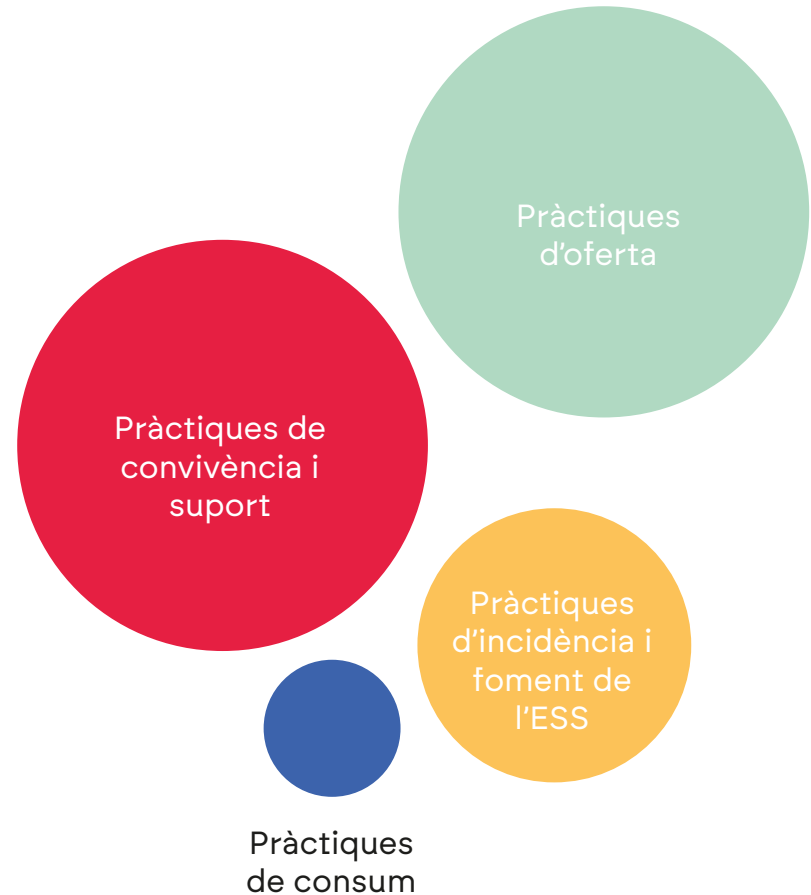 Pràctiques
d'oferta
Pràctiques de
convivència i
suport
Pràctiques
d'incidència i
foment de
l'ESS
Pràctiques
de consum